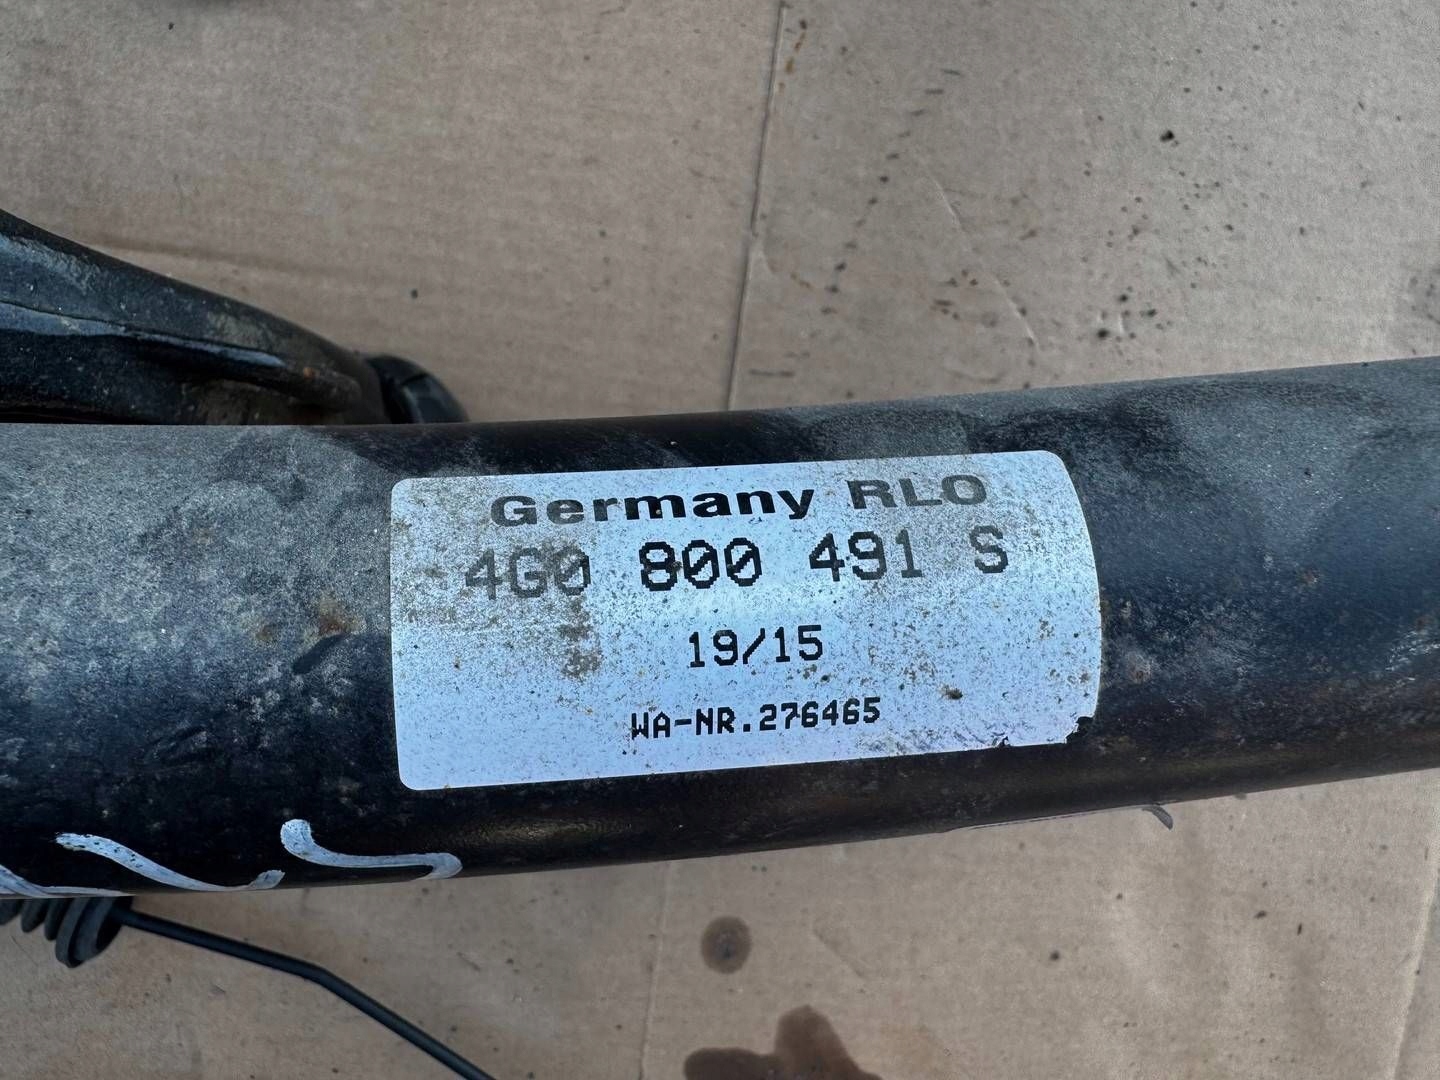 Germany RLO
4G0 800 491 S
19/15
WA-NR.276465